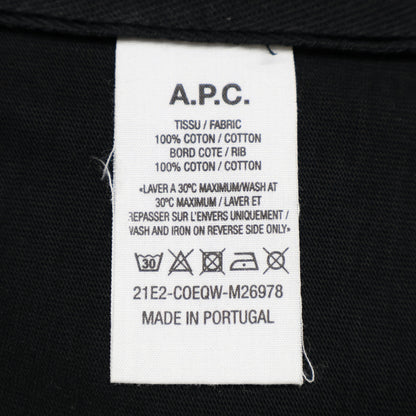 A.P.C.
TISSU / FABRIC
100% COTON / COTTON
BORD COTE / RIB
100% COTON / COTTON
«LAVER A 30°C MAXIMUM/WASH AT
30°C MAXIMUM / LAVER ET
REPASSER SUR L'ENVERS UNIQUEMENT /
WASH AND IRON ON REVERSE SIDE ONLY»
30
21E2-COEQW-M26978
MADE IN PORTUGAL